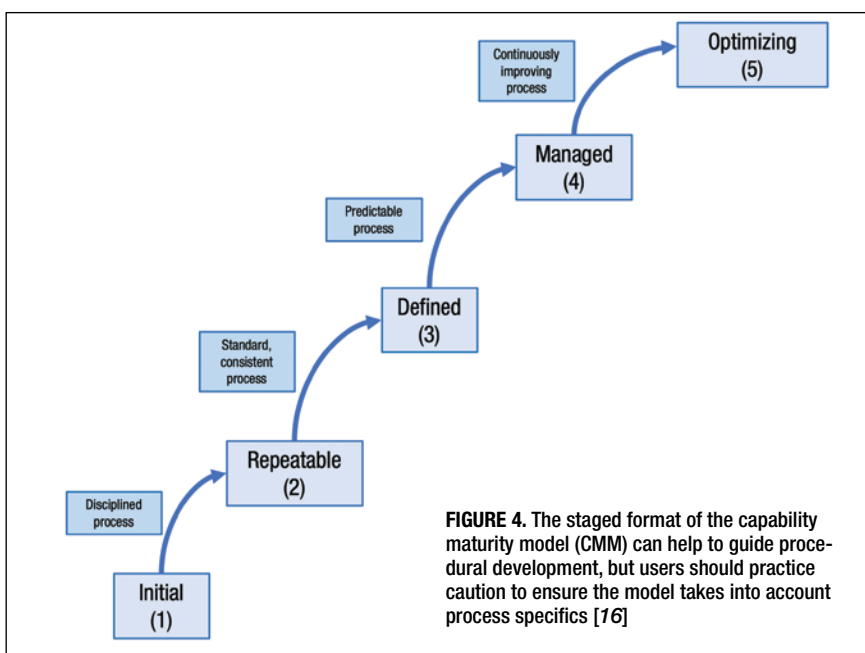 Optimizing
(5)
Continuously
improving
process
Managed
(4)
Predictable
process
Defined
(3)
Standard,
consistent
process
Repeatable
(2)
Disciplined
process
Initial
(1)
FIGURE 4. The staged format of the capability
maturity model (CMM) can help to guide proce-
dural development, but users should practice
caution to ensure the model takes into account
process specifics [16]